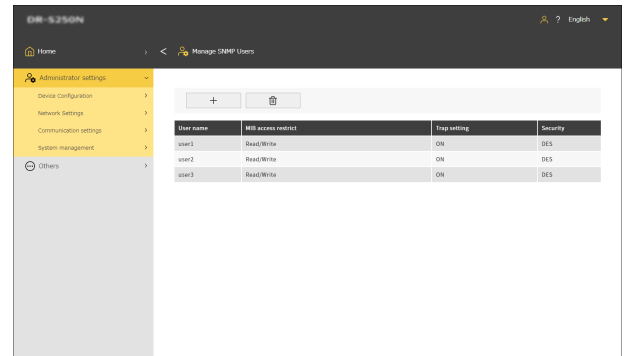 DR-S250N
? English
Home
Manage SNMP Users
Administrator settings
Device Configuration
Network Settings
Communication settings
System management
Others
User name MIB access restrict Trap setting Security
user1 Read/Write ON DES
user2 Read/Write ON DES
user3 Read/Write ON DES